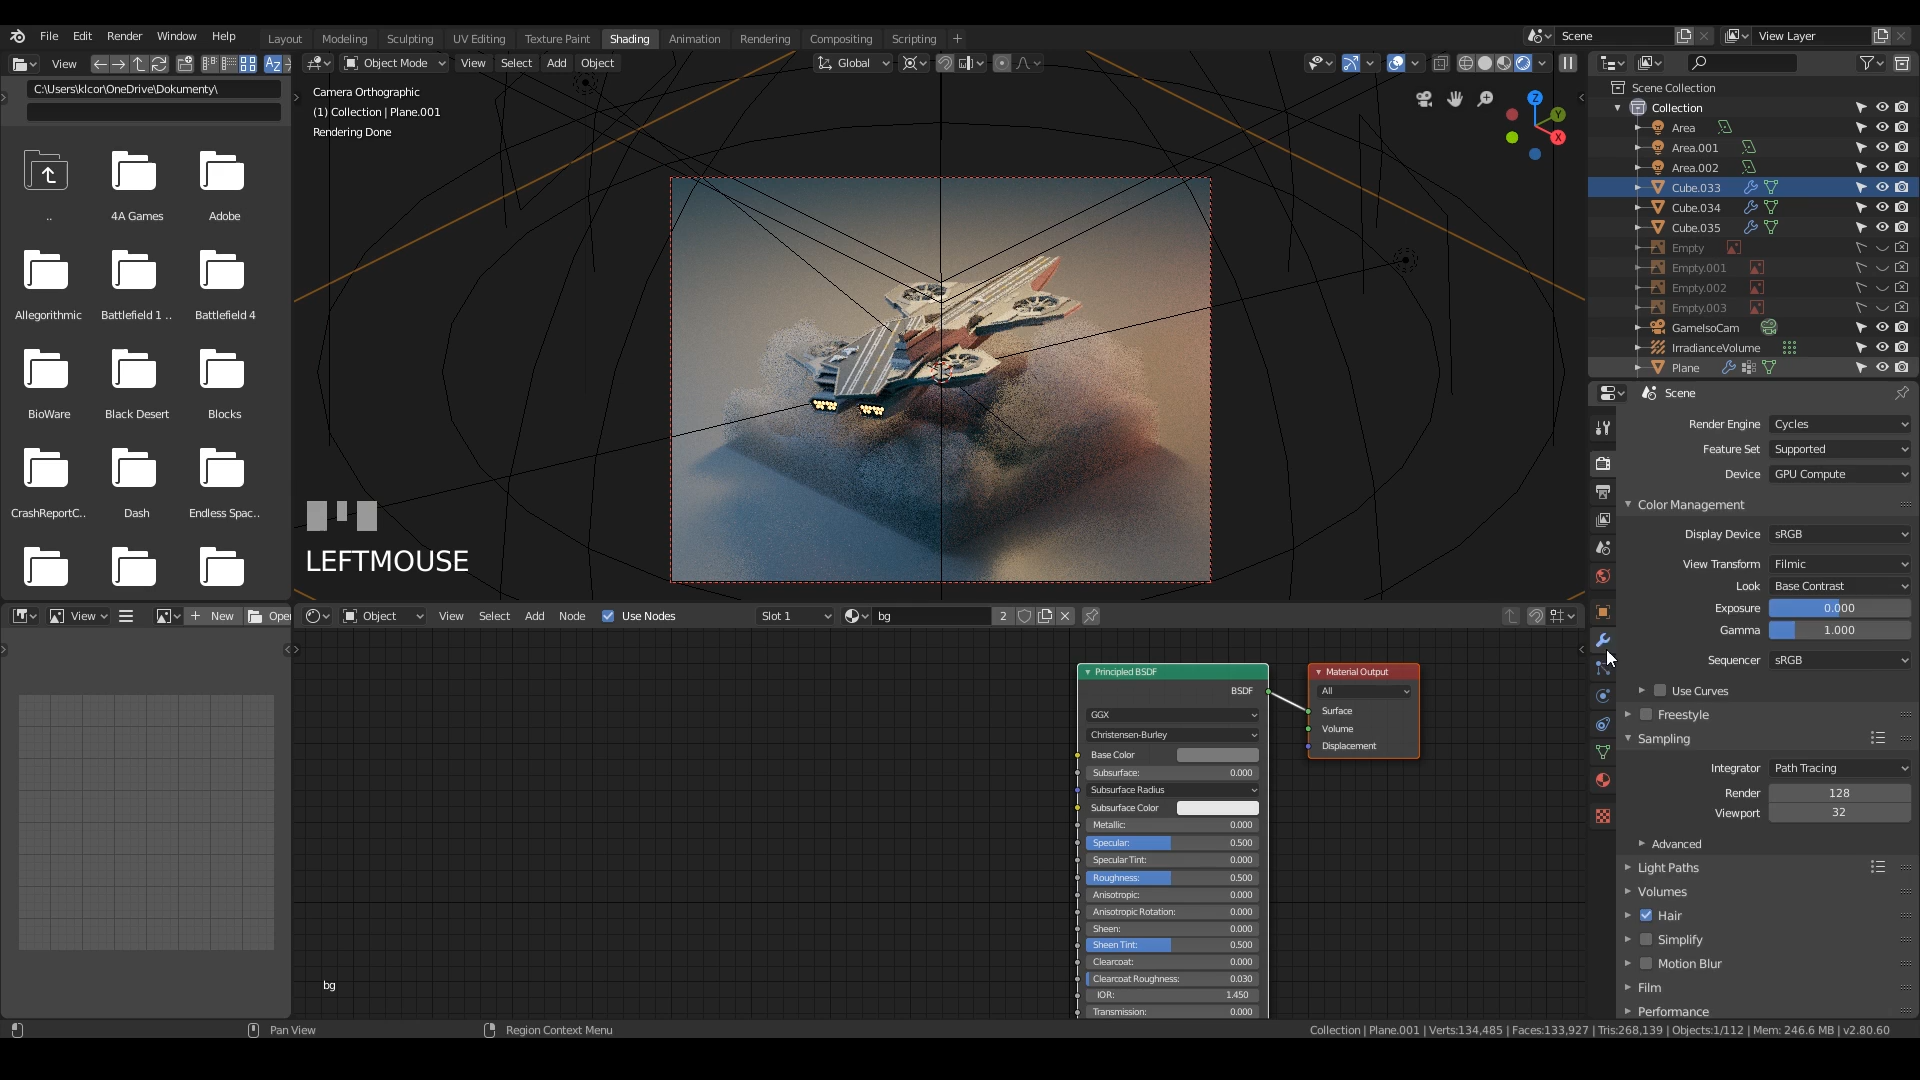 File Edit Render Window Help
Layout Modeling Sculpting UV Editing Texture Paint Shading Animation Rendering Compositing Scripting +
Scene
View Layer
View
Object Mode View Select Add Object
Global
C:\Users\klcor\OneDrive\Dokumenty\
..
4A Games
Adobe
Allegorithmic
Battlefield 1 ..
Battlefield 4
BioWare
Black Desert
Blocks
CrashReportC..
Dash
Endless Spac..
Camera Orthographic
(1) Collection | Plane.001
Rendering Done
Z
Y
X
LEFTMOUSE
Scene Collection
Collection
Area
Area.001
Area.002
Cube.033
Cube.034
Cube.035
Empty
Empty.001
Empty.002
Empty.003
GameIsoCam
IrradianceVolume
Plane
Scene
Render Engine Cycles
Feature Set Supported
Device GPU Compute
Color Management
Display Device sRGB
View Transform Filmic
Look Base Contrast
Exposure 0.000
Gamma 1.000
Sequencer sRGB
Use Curves
Freestyle
Sampling
Integrator Path Tracing
Render 128
Viewport 32
Advanced
Light Paths
Volumes
Hair
Simplify
Motion Blur
Film
Performance
View
New
Open
Object View Select Add Node Use Nodes
Slot 1
bg
2
Principled BSDF
BSDF
GGX
Christensen-Burley
Base Color
Subsurface: 0.000
Subsurface Radius
Subsurface Color
Metallic: 0.000
Specular: 0.500
Specular Tint: 0.000
Roughness: 0.500
Anisotropic: 0.000
Anisotropic Rotation: 0.000
Sheen: 0.000
Sheen Tint: 0.500
Clearcoat: 0.000
Clearcoat Roughness: 0.030
IOR: 1.450
Transmission: 0.000
Material Output
All
Surface
Volume
Displacement
bg
Pan View
Region Context Menu
Collection | Plane.001 | Verts:134,485 | Faces:133,927 | Tris:268,139 | Objects:1/112 | Mem: 246.6 MB | v2.80.60